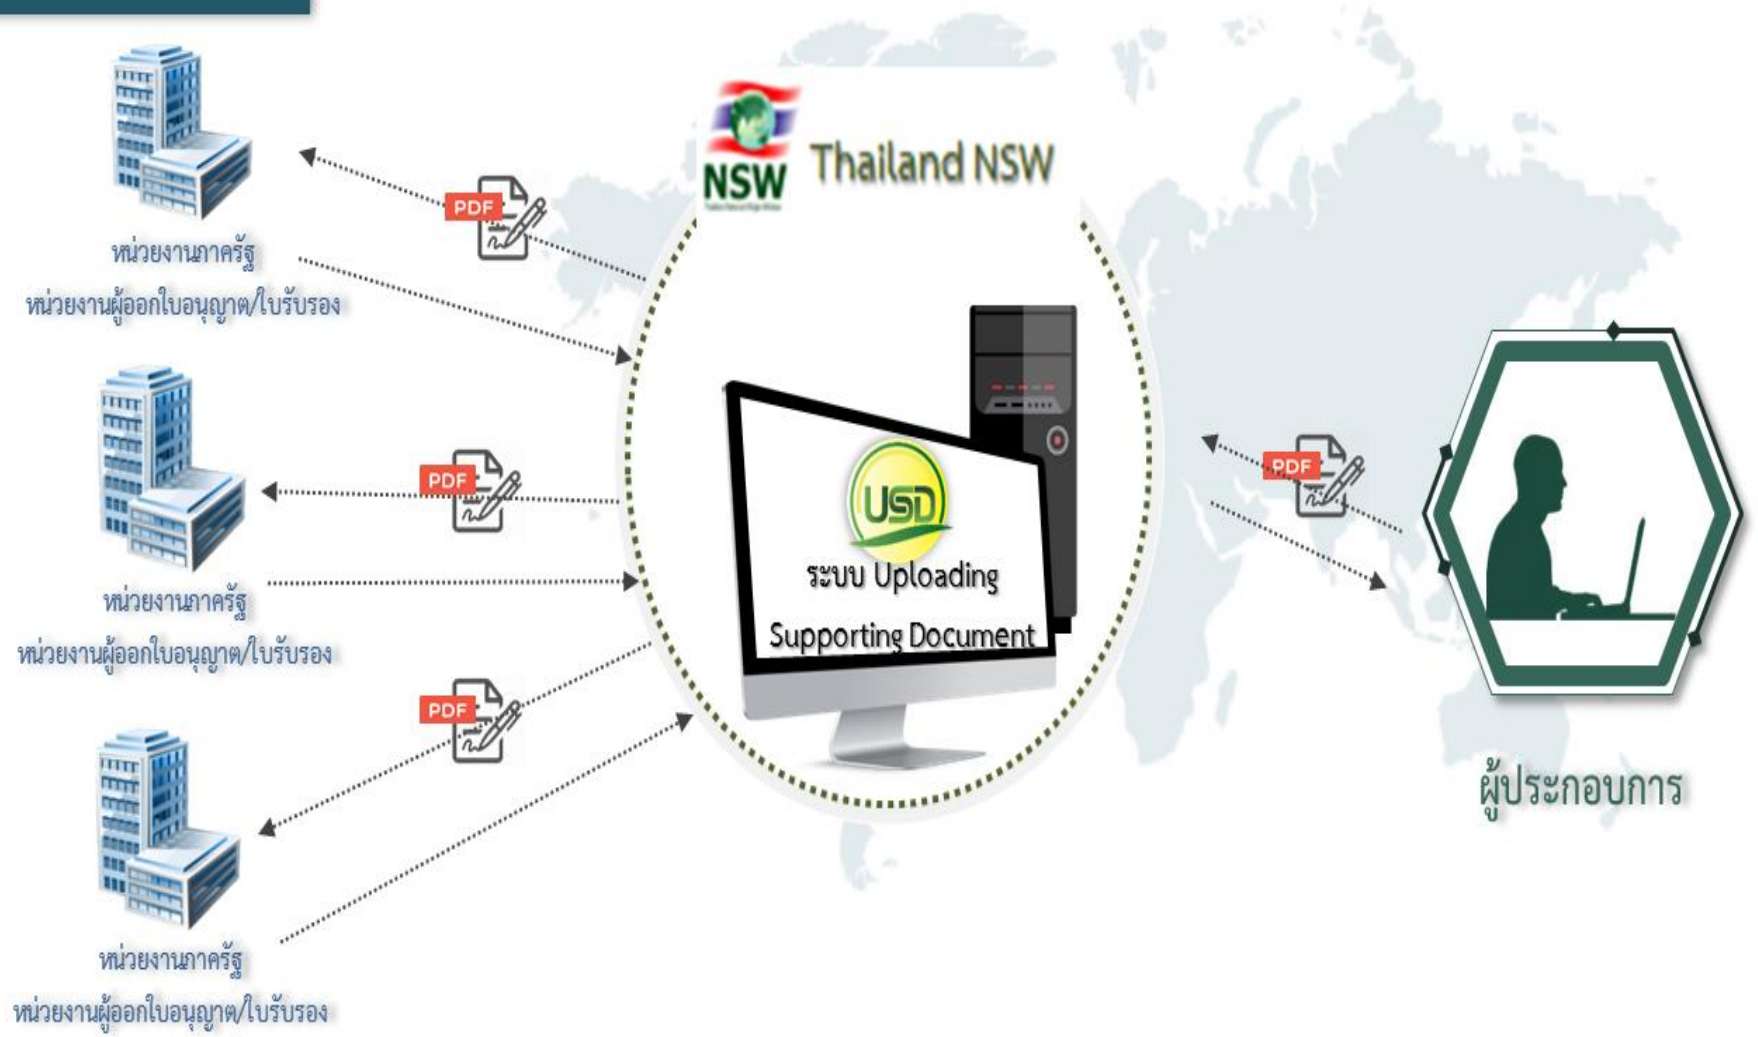 NSW
Thailand NSW
PDF
หน่วยงานภาครัฐ
หน่วยงานผู้ออกใบอนุญาต/ใบรับรอง
PDF
หน่วยงานภาครัฐ
หน่วยงานผู้ออกใบอนุญาต/ใบรับรอง
PDF
หน่วยงานภาครัฐ
หน่วยงานผู้ออกใบอนุญาต/ใบรับรอง
USD
ระบบ Uploading
Supporting Document
PDF
ผู้ประกอบการ